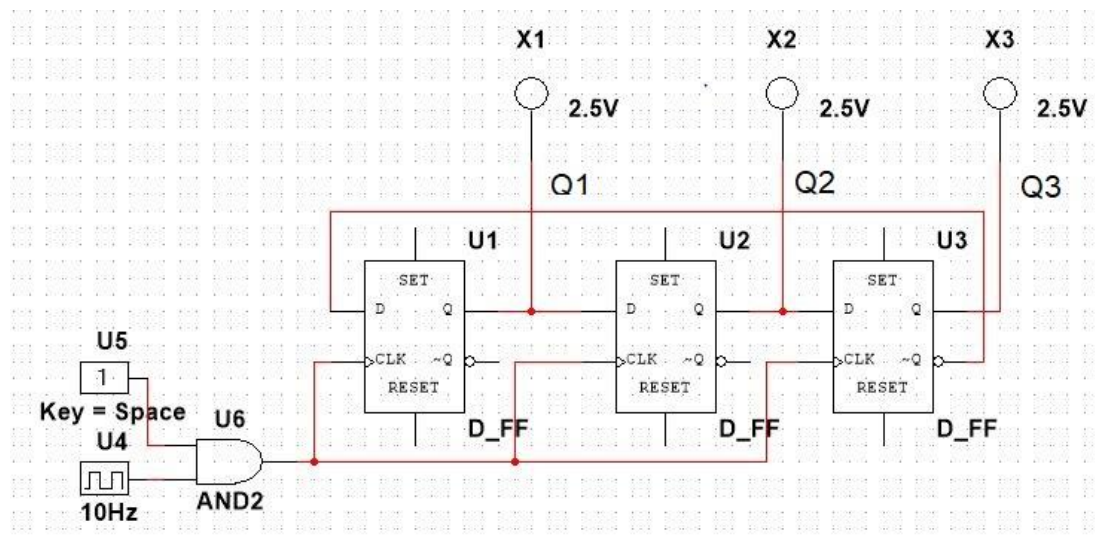 X1 X2 X3
2.5V 2.5V 2.5V
Q1 Q2 Q3
U1 U2 U3
SET SET SET
D Q D Q D Q
U5
1
CLK ~Q CLK ~Q CLK ~Q
RESET RESET RESET
Key = Space
U6
D_FF D_FF D_FF
U4
AND2
10Hz